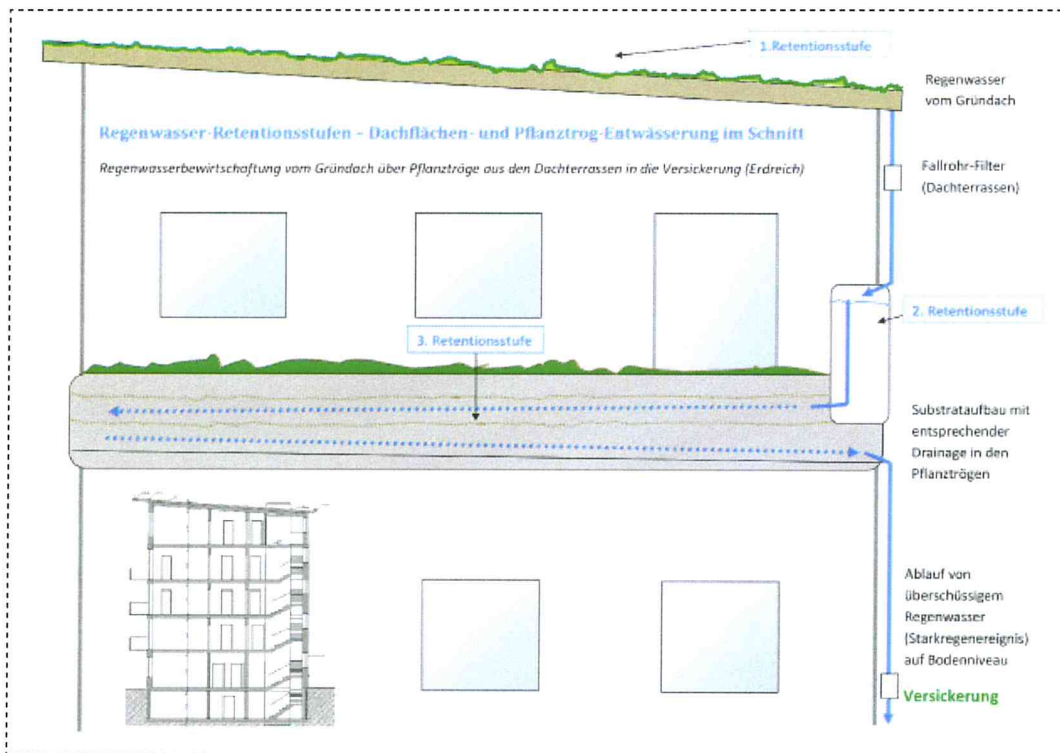 1.Retentionsstufe
Regenwasser
vom Gründach
Regenwasser-Retentionsstufen – Dachflächen- und Pflanztrog-Entwässerung im Schnitt
Regenwasserbewirtschaftung vom Gründach über Pflanztröge aus den Dachterrassen in die Versickerung (Erdreich)
Fallrohr-Filter
(Dachterrassen)
2. Retentionsstufe
3. Retentionsstufe
Substrataufbau mit
entsprechender
Drainage in den
Pflanztrögen
Ablauf von
überschüssigem
Regenwasser
(Starkregenereignis)
auf Bodenniveau
Versickerung